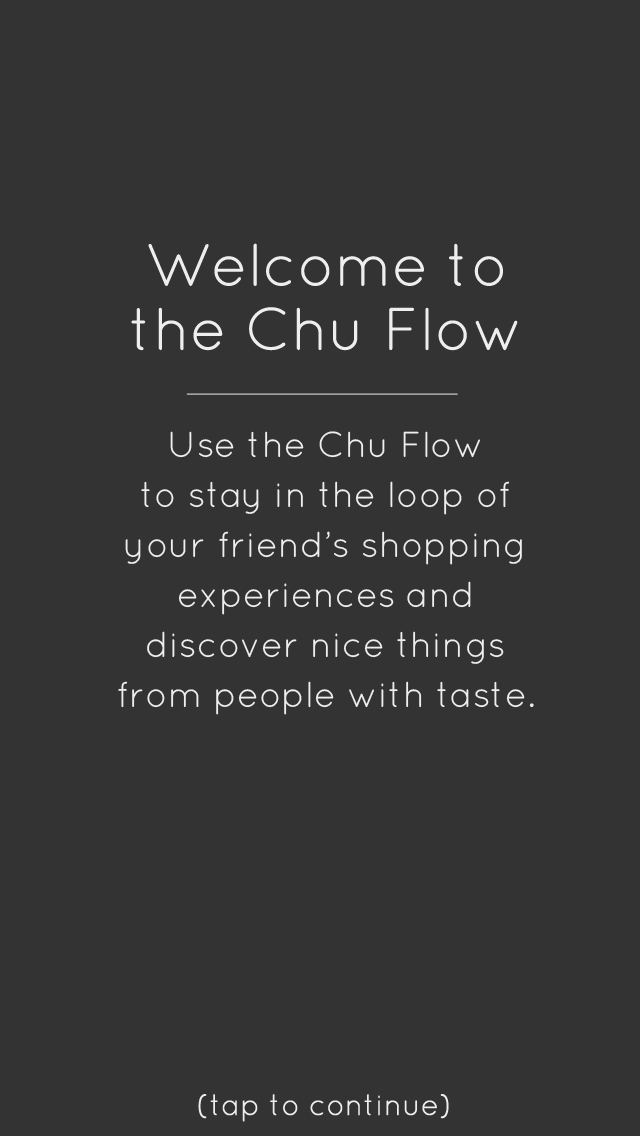 Welcome to
the Chu Flow
Use the Chu Flow
to stay in the loop of
your friend’s shopping
experiences and
discover nice things
from people with taste.
(tap to continue)